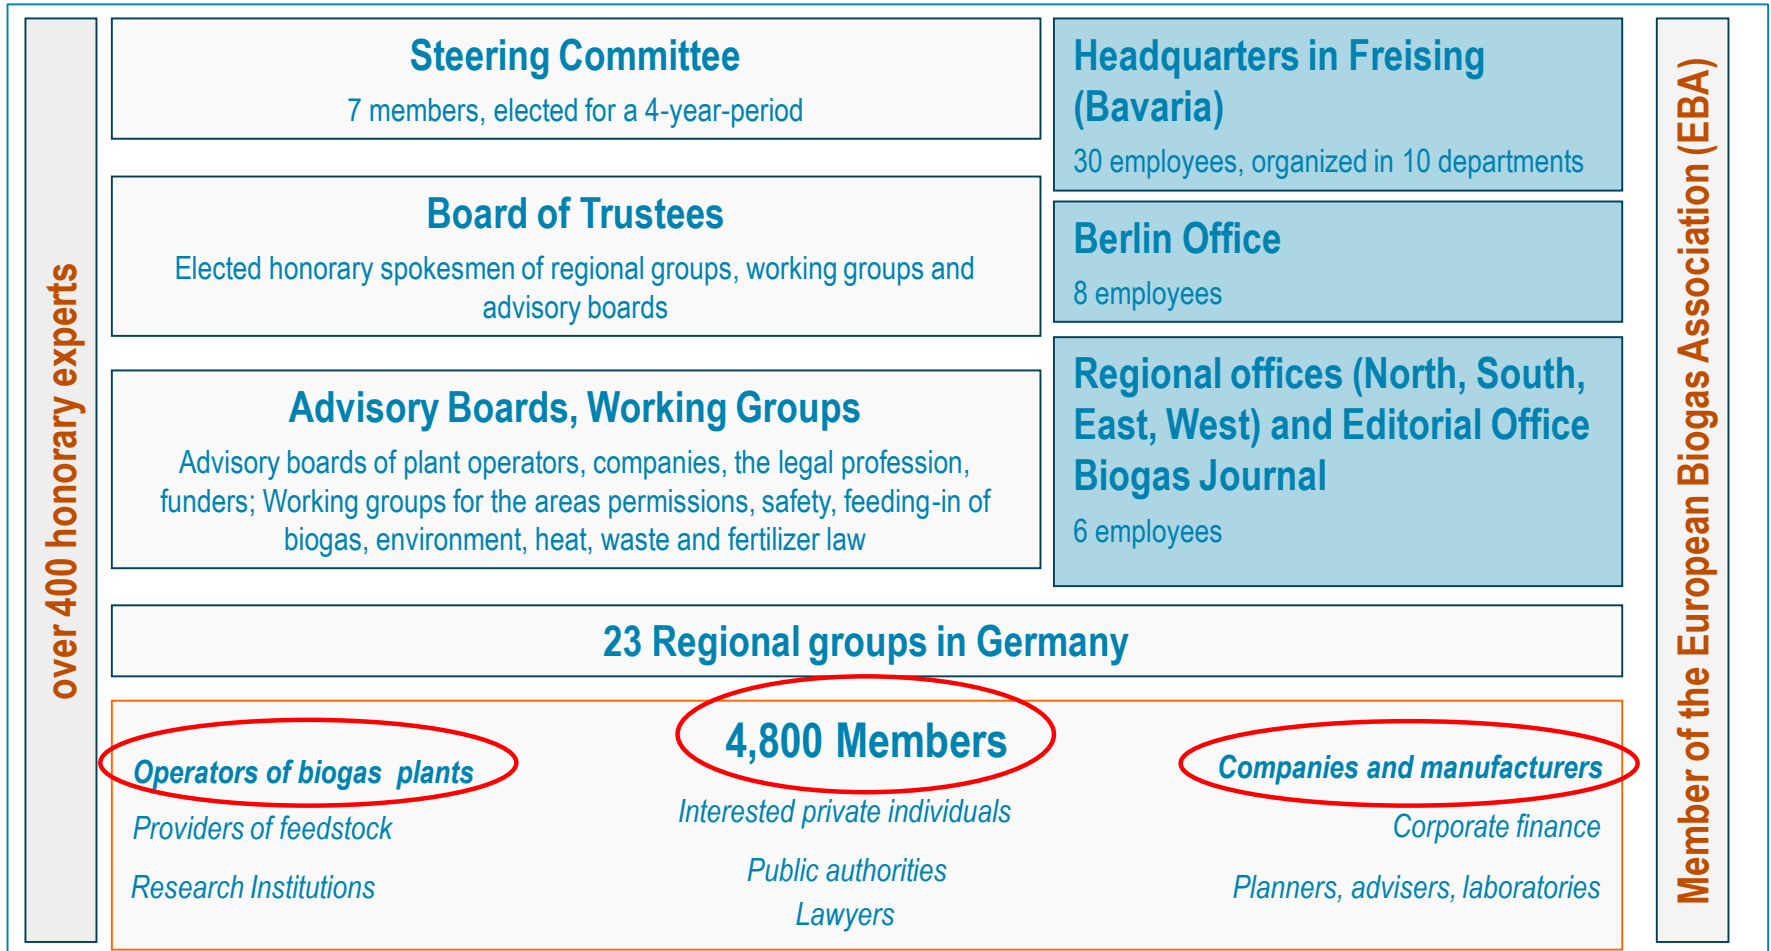 over 400 honorary experts
Steering Committee
7 members, elected for a 4-year-period
Board of Trustees
Elected honorary spokesmen of regional groups, working groups and
advisory boards
Advisory Boards, Working Groups
Advisory boards of plant operators, companies, the legal profession,
funders; Working groups for the areas permissions, safety, feeding-in of
biogas, environment, heat, waste and fertilizer law
Headquarters in Freising
(Bavaria)
30 employees, organized in 10 departments
Berlin Office
8 employees
Regional offices (North, South,
East, West) and Editorial Office
Biogas Journal
6 employees
23 Regional groups in Germany
4,800 Members
Operators of biogas plants
Providers of feedstock
Research Institutions
Interested private individuals
Public authorities
Lawyers
Companies and manufacturers
Corporate finance
Planners, advisers, laboratories
Member of the European Biogas Association (EBA)